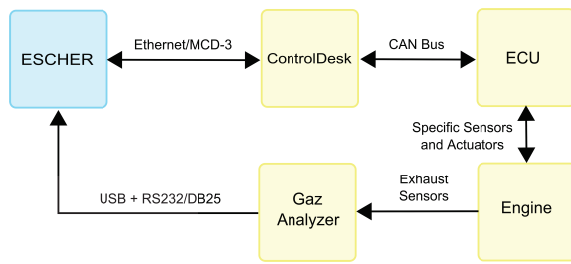 Ethernet/MCD-3
CAN Bus
ESCHER
ControlDesk
ECU
Specific Sensors
and Actuators
Exhaust
Sensors
USB + RS232/DB25
Gaz
Analyzer
Engine